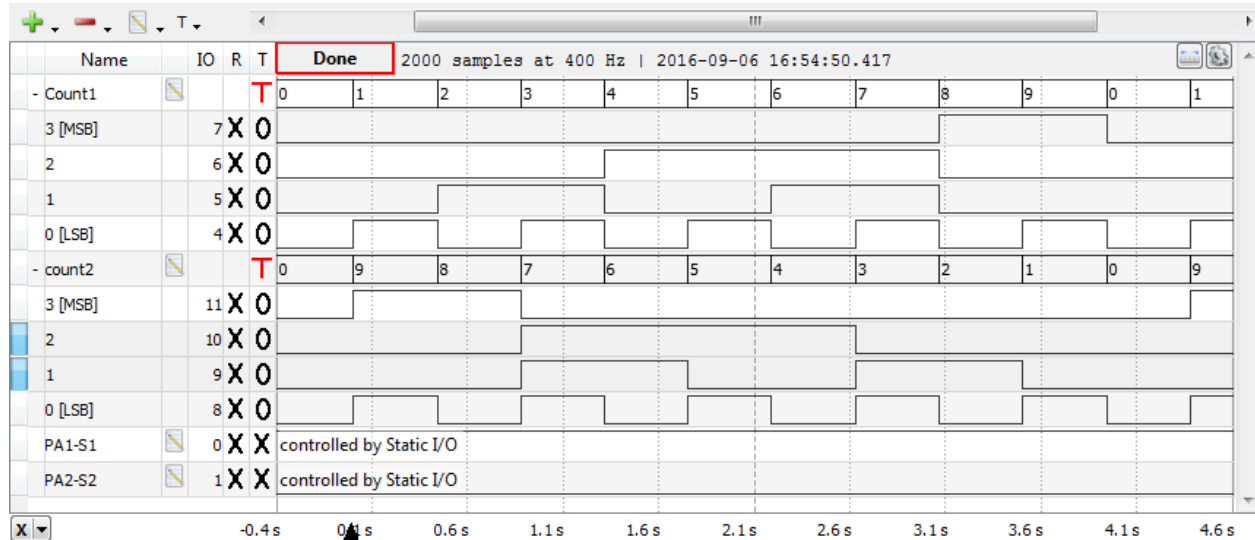 T
Name IO R T Done 2000 samples at 400 Hz | 2016-09-06 16:54:50.417
- Count1 T 0 1 2 3 4 5 6 7 8 9 0 1
3 [MSB] 7 X 0
2 6 X 0
1 5 X 0
0 [LSB] 4 X 0
- count2 T 0 9 8 7 6 5 4 3 2 1 0 9
3 [MSB] 11 X 0
2 10 X 0
1 9 X 0
0 [LSB] 8 X 0
PA1-S1 0 X X controlled by Static I/O
PA2-S2 1 X X controlled by Static I/O
X -0.4 s 0.1 s 0.6 s 1.1 s 1.6 s 2.1 s 2.6 s 3.1 s 3.6 s 4.1 s 4.6 s